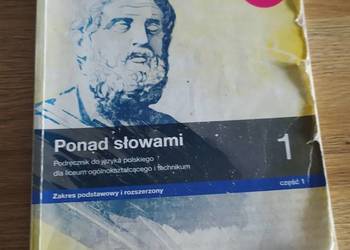 Ponad słowami
1
Podręcznik do języka polskiego
dla liceum ogólnokształcącego i technikum
część 1
Zakres podstawowy i rozszerzony